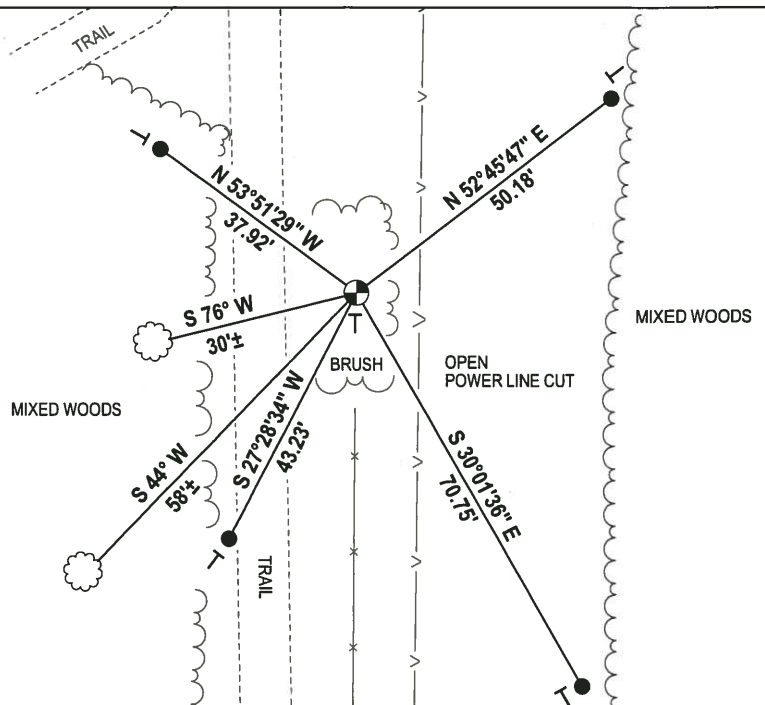 TRAIL
N 53°51'29" W
37.92'
N 52°45'47" E
50.18'
S 76° W
30'±
MIXED WOODS
BRUSH
OPEN
POWER LINE CUT
MIXED WOODS
S 44° W
58'±
S 27°28'34" W
43.23'
S 30°01'36" E
70.75'
TRAIL